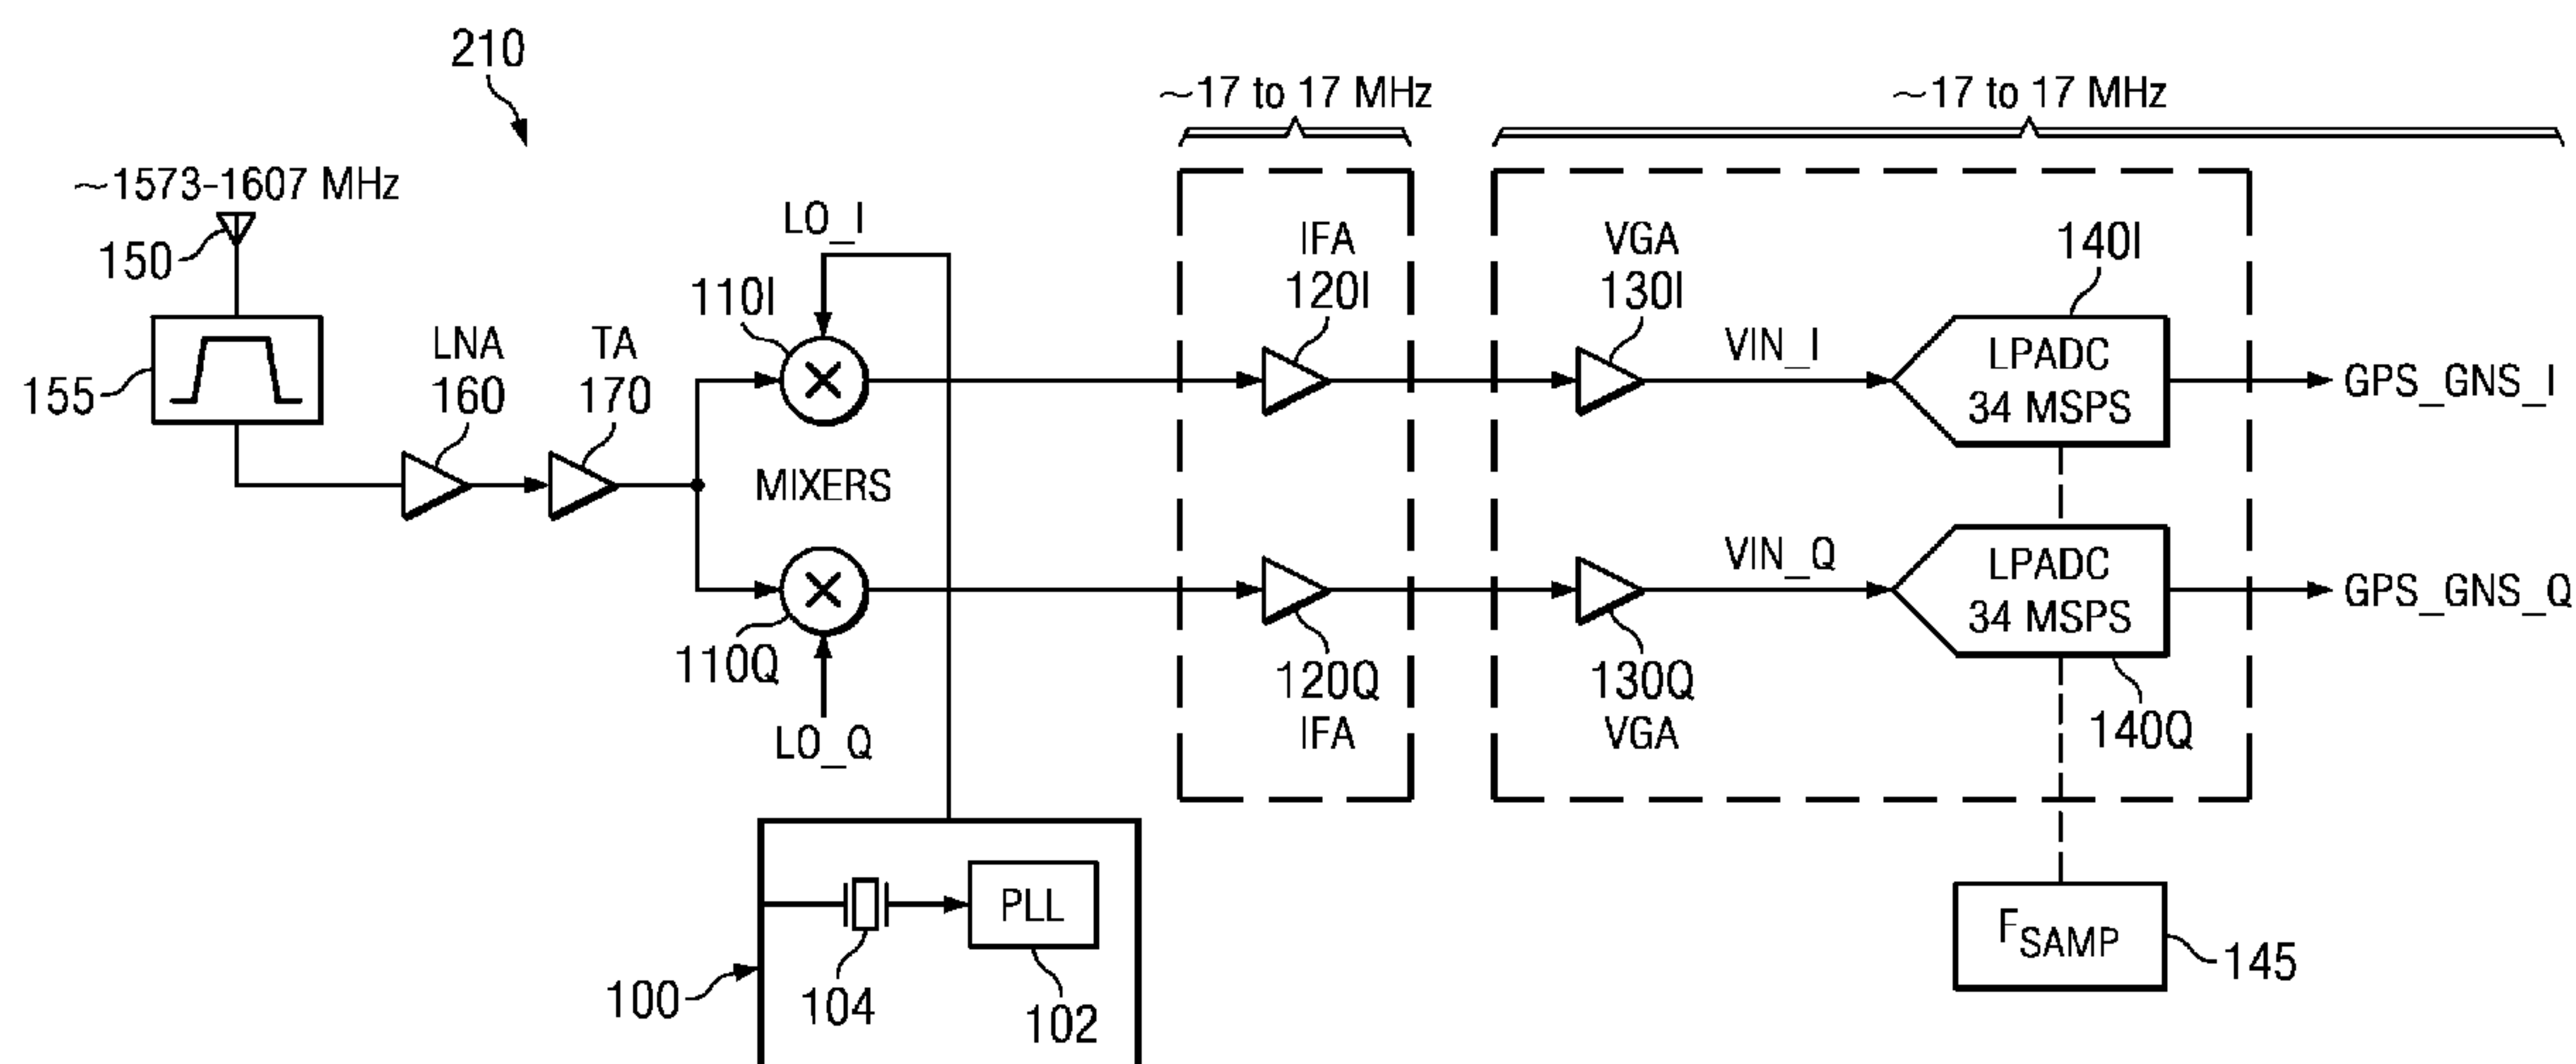 210
~17 to 17 MHz
~17 to 17 MHz
~1573-1607 MHz
150
155
LNA
160
TA
170
LO_I
110I
MIXERS
110Q
LO_Q
IFA
120I
120Q
IFA
VGA
130I
130Q
VGA
VIN_I
VIN_Q
140I
LPADC
34 MSPS
GPS_GNS_I
LPADC
34 MSPS
GPS_GNS_Q
140Q
PLL
100
104
102
FSAMP
145